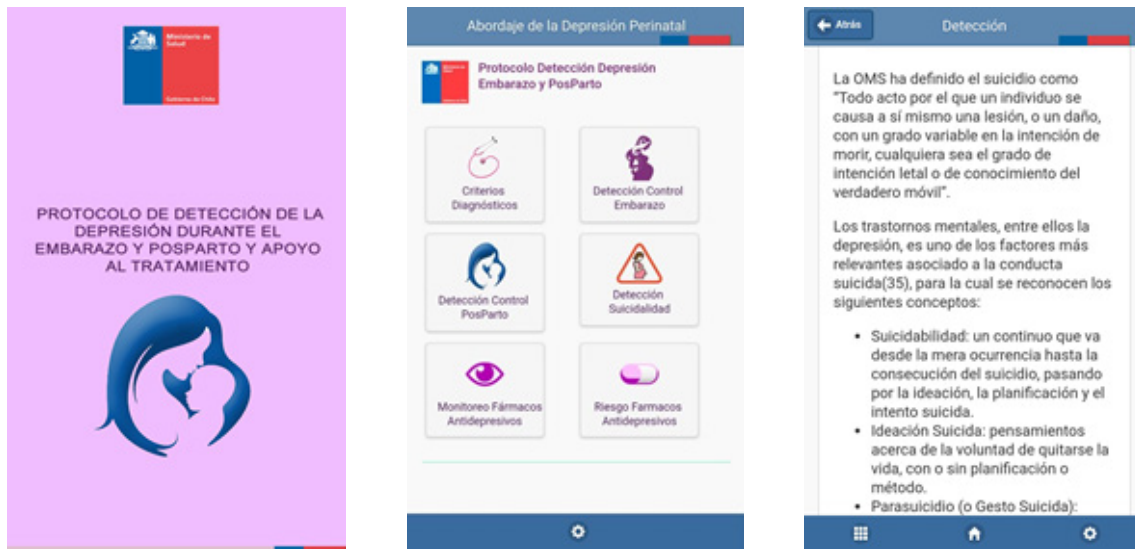 Ministerio de
Salud
Gobierno de Chile
PROTOCOLO DE DETECCIÓN DE LA
DEPRESIÓN DURANTE EL
EMBARAZO Y POSPARTO Y APOYO
AL TRATAMIENTO
Abordaje de la Depresión Perinatal
Protocolo Detección Depresión
Embarazo y PosParto
Criterios
Diagnósticos
Detección Control
Embarazo
Detección Control
PosParto
Detección
Suicidalidad
Monitoreo Fármacos
Antidepresivos
Riesgo Farmacos
Antidepresivos
Atrás
Detección
La OMS ha definido el suicidio como
"Todo acto por el que un individuo se
causa a sí mismo una lesión, o un daño,
con un grado variable en la intención de
morir, cualquiera sea el grado de
intención letal o de conocimiento del
verdadero móvil".
Los trastornos mentales, entre ellos la
depresión, es uno de los factores más
relevantes asociado a la conducta
suicida(35), para la cual se reconocen los
siguientes conceptos:
• Suicidabilidad: un continuo que va
desde la mera ocurrencia hasta la
consecución del suicidio, pasando
por la ideación, la planificación y el
intento suicida.
• Ideación Suicida: pensamientos
acerca de la voluntad de quitarse la
vida, con o sin planificación o
método.
• Parasuicidio (o Gesto Suicida):